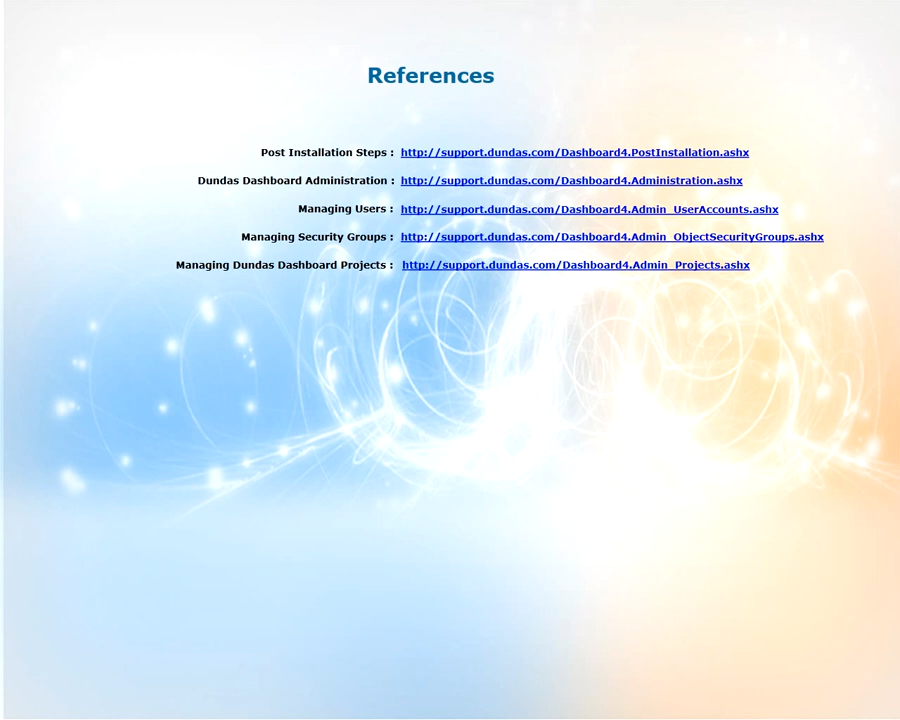 References
Post Installation Steps : http://support.dundas.com/Dashboard4.PostInstallation.ashx
Dundas Dashboard Administration : http://support.dundas.com/Dashboard4.Administration.ashx
Managing Users : http://support.dundas.com/Dashboard4.Admin_UserAccounts.ashx
Managing Security Groups : http://support.dundas.com/Dashboard4.Admin_ObjectSecurityGroups.ashx
Managing Dundas Dashboard Projects : http://support.dundas.com/Dashboard4.Admin_Projects.ashx